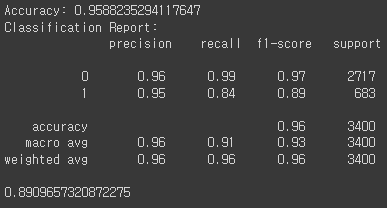 Accuracy: 0.9588235294117647
Classification Report:
precision recall f1-score support
0 0.96 0.99 0.97 2717
1 0.95 0.84 0.89 683
accuracy 0.96 3400
macro avg 0.96 0.91 0.93 3400
weighted avg 0.96 0.96 0.96 3400
0.8909657320872275